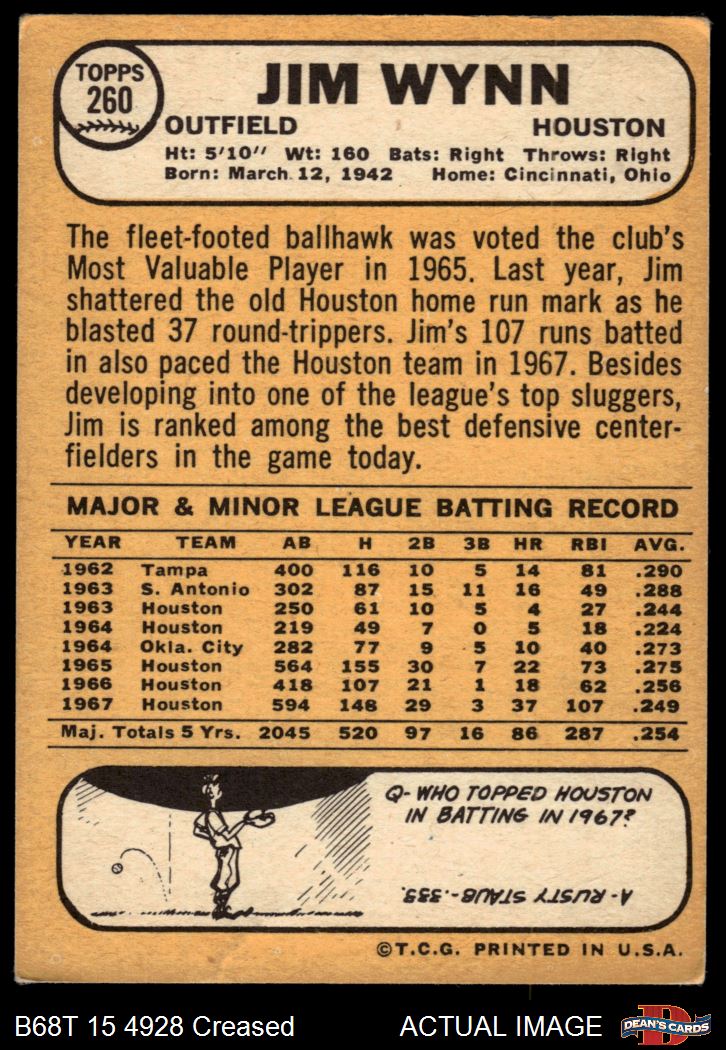 TOPPS
260
JIM WYNN
OUTFIELD HOUSTON
Ht: 5'10" Wt: 160 Bats: Right Throws: Right
Born: March 12, 1942 Home: Cincinnati, Ohio
The fleet-footed ballhawk was voted the club's
Most Valuable Player in 1965. Last year, Jim
shattered the old Houston home run mark as he
blasted 37 round-trippers. Jim's 107 runs batted
in also paced the Houston team in 1967. Besides
developing into one of the league's top sluggers,
Jim is ranked among the best defensive center-
fielders in the game today.
MAJOR & MINOR LEAGUE BATTING RECORD
YEAR TEAM AB H 2B 3B HR RBI AVG.
1962 Tampa 400 116 10 5 14 81 .290
1963 S. Antonio 302 87 15 11 16 49 .288
1963 Houston 250 61 10 5 4 27 .244
1964 Houston 219 49 7 0 5 18 .224
1964 Okla. City 282 77 9 5 10 40 .273
1965 Houston 564 155 30 7 22 73 .275
1966 Houston 418 107 21 1 18 62 .256
1967 Houston 594 148 29 3 37 107 .249
Maj. Totals 5 Yrs. 2045 520 97 16 86 287 .254
Q- WHO TOPPED HOUSTON
IN BATTING IN 1967?
A- RUSTY STAUB-.333.
©T.C.G. PRINTED IN U.S.A.
B68T 15 4928 Creased ACTUAL IMAGE
D
DEAN'S CARDS